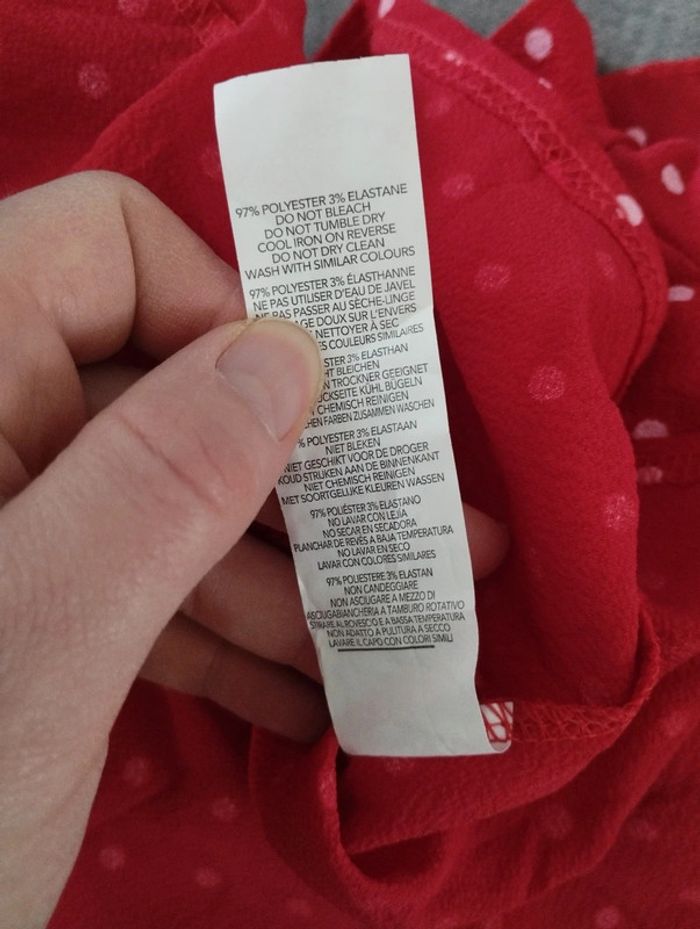 97% POLYESTER 3% ELASTANE
DO NOT BLEACH
DO NOT TUMBLE DRY
COOL IRON ON REVERSE
DO NOT DRY CLEAN
WASH WITH SIMILAR COLOURS
97% POLYESTER 3% ÉLASTHANNE
NE PAS UTILISER D'EAU DE JAVEL
NE PAS PASSER AU SÈCHE-LINGE
AGE DOUX SUR L'ENVERS
NETTOYER À SEC
ES COULEURS SIMILAIRES
STER 3% ELASTHAN
HT BLEICHEN
N TROCKNER GEEIGNET
ÜCKSEITE KÜHL BÜGELN
CHEMISCH REINIGEN
HEN FARBEN ZUSAMMEN WASCHEN
% POLYESTER 3% ELASTAAN
NIET BLEKEN
NIET GESCHIKT VOOR DE DROGER
KOUD STRIJKEN AAN DE BINNENKANT
NIET CHEMISCH REINIGEN
MET SOORTGELIJKE KLEUREN WASSEN
97% POLIÉSTER 3% ELASTANO
NO LAVAR CON LEJÍA
NO SECAR EN SECADORA
PLANCHAR DE REVÉS A BAJA TEMPERATURA
NO LAVAR EN SECO
LAVAR CON COLORES SIMILARES
97% POLIESTERE 3% ELASTAN
NON CANDEGGIARE
NON ASCIUGARE A MEZZO DI
ASCIUGABIANCHERIA A TAMBURO ROTATIVO
STIRARE AL ROVESCIO E A BASSA TEMPERATURA
NON ADATTO A PULITURA A SECCO
LAVARE IL CAPO CON COLORI SIMILI